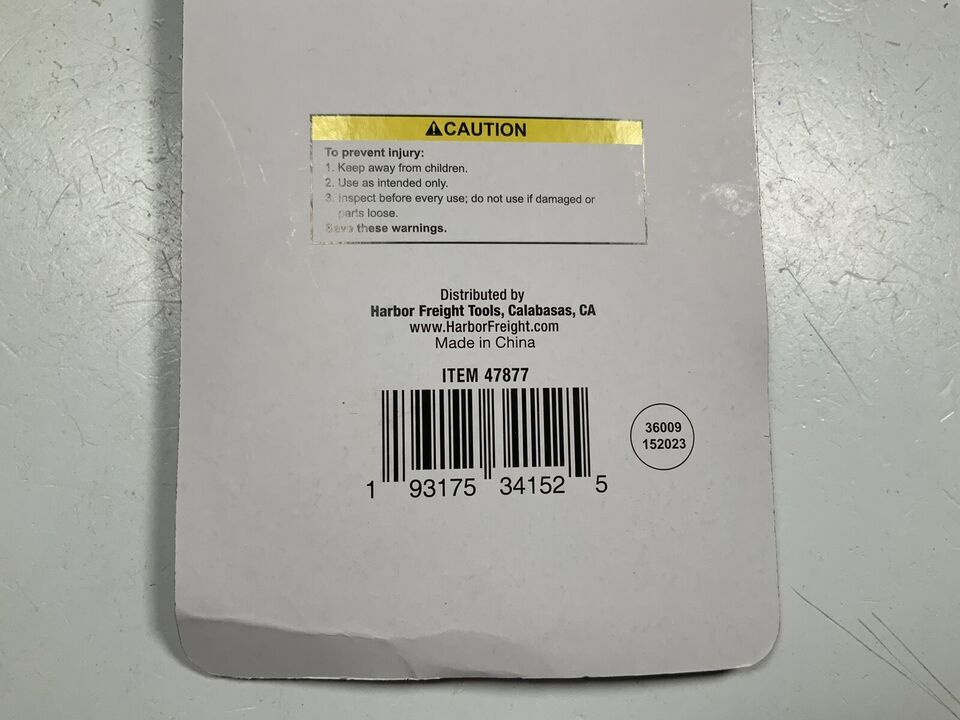 ⚠CAUTION
To prevent injury:
1. Keep away from children.
2. Use as intended only.
3. Inspect before every use; do not use if damaged or
parts loose.
Save these warnings.
Distributed by
Harbor Freight Tools, Calabasas, CA
www.HarborFreight.com
Made in China
ITEM 47877
1 93175 34152 5
36009
152023